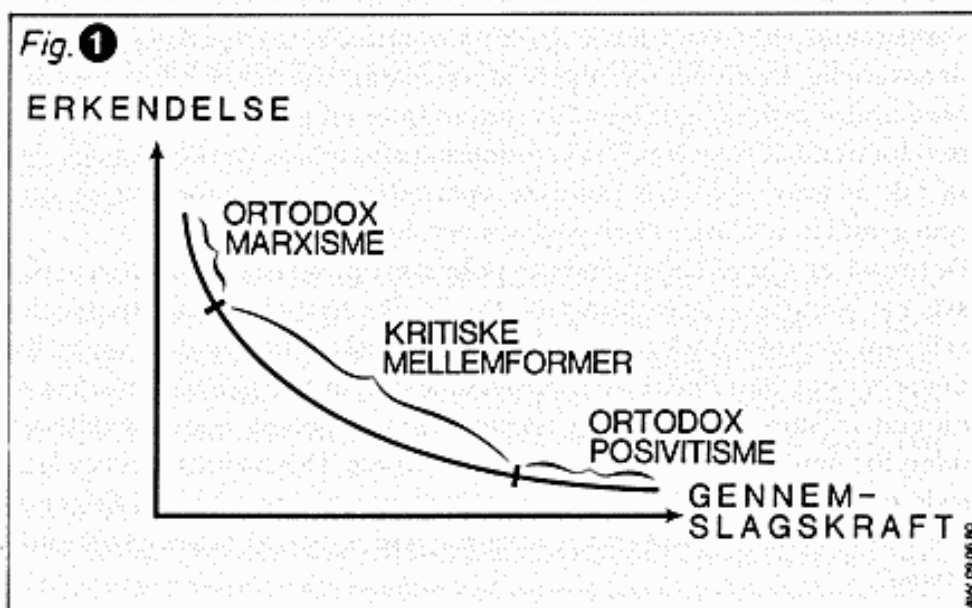 Fig. 1
ERKENDELSE
ORTODOX
MARXISME
KRITISKE
MELLEMFORMER
ORTODOX
POSIVITISME
GENNEM-
SLAGSKRAFT